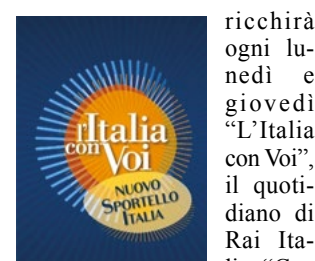 l'Italia
con Voi
NUOVO
SPORTELLO
ITALIA
ricchirà
ogni lu-
nedì e
giovedì
“L’Italia
con Voi”,
il quoti-
diano di
Rai Ita-